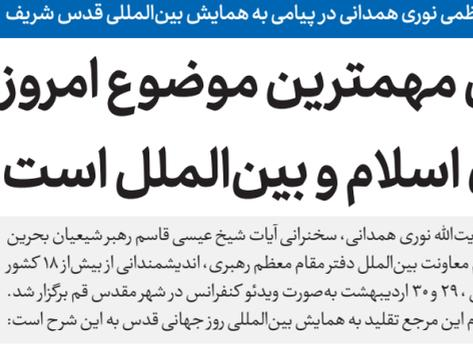 نوری همدانی در پیامی به همایش بین‌المللی قدس شریف
مهمترین موضوع امروز
اسلام و بین‌الملل است
نوری همدانی، سخنرانی آیات شیخ عیسی قاسم رهبر شیعیان بحرین
معاونت بین‌الملل دفتر مقام معظم رهبری، اندیشمندانی از بیش از ۱۸ کشور
۲۹ و ۳۰ اردیبهشت به‌صورت ویدئو کنفرانس در شهر مقدس قم برگزار شد.
این مرجع تقلید به همایش بین‌المللی روز جهانی قدس به این شرح است: